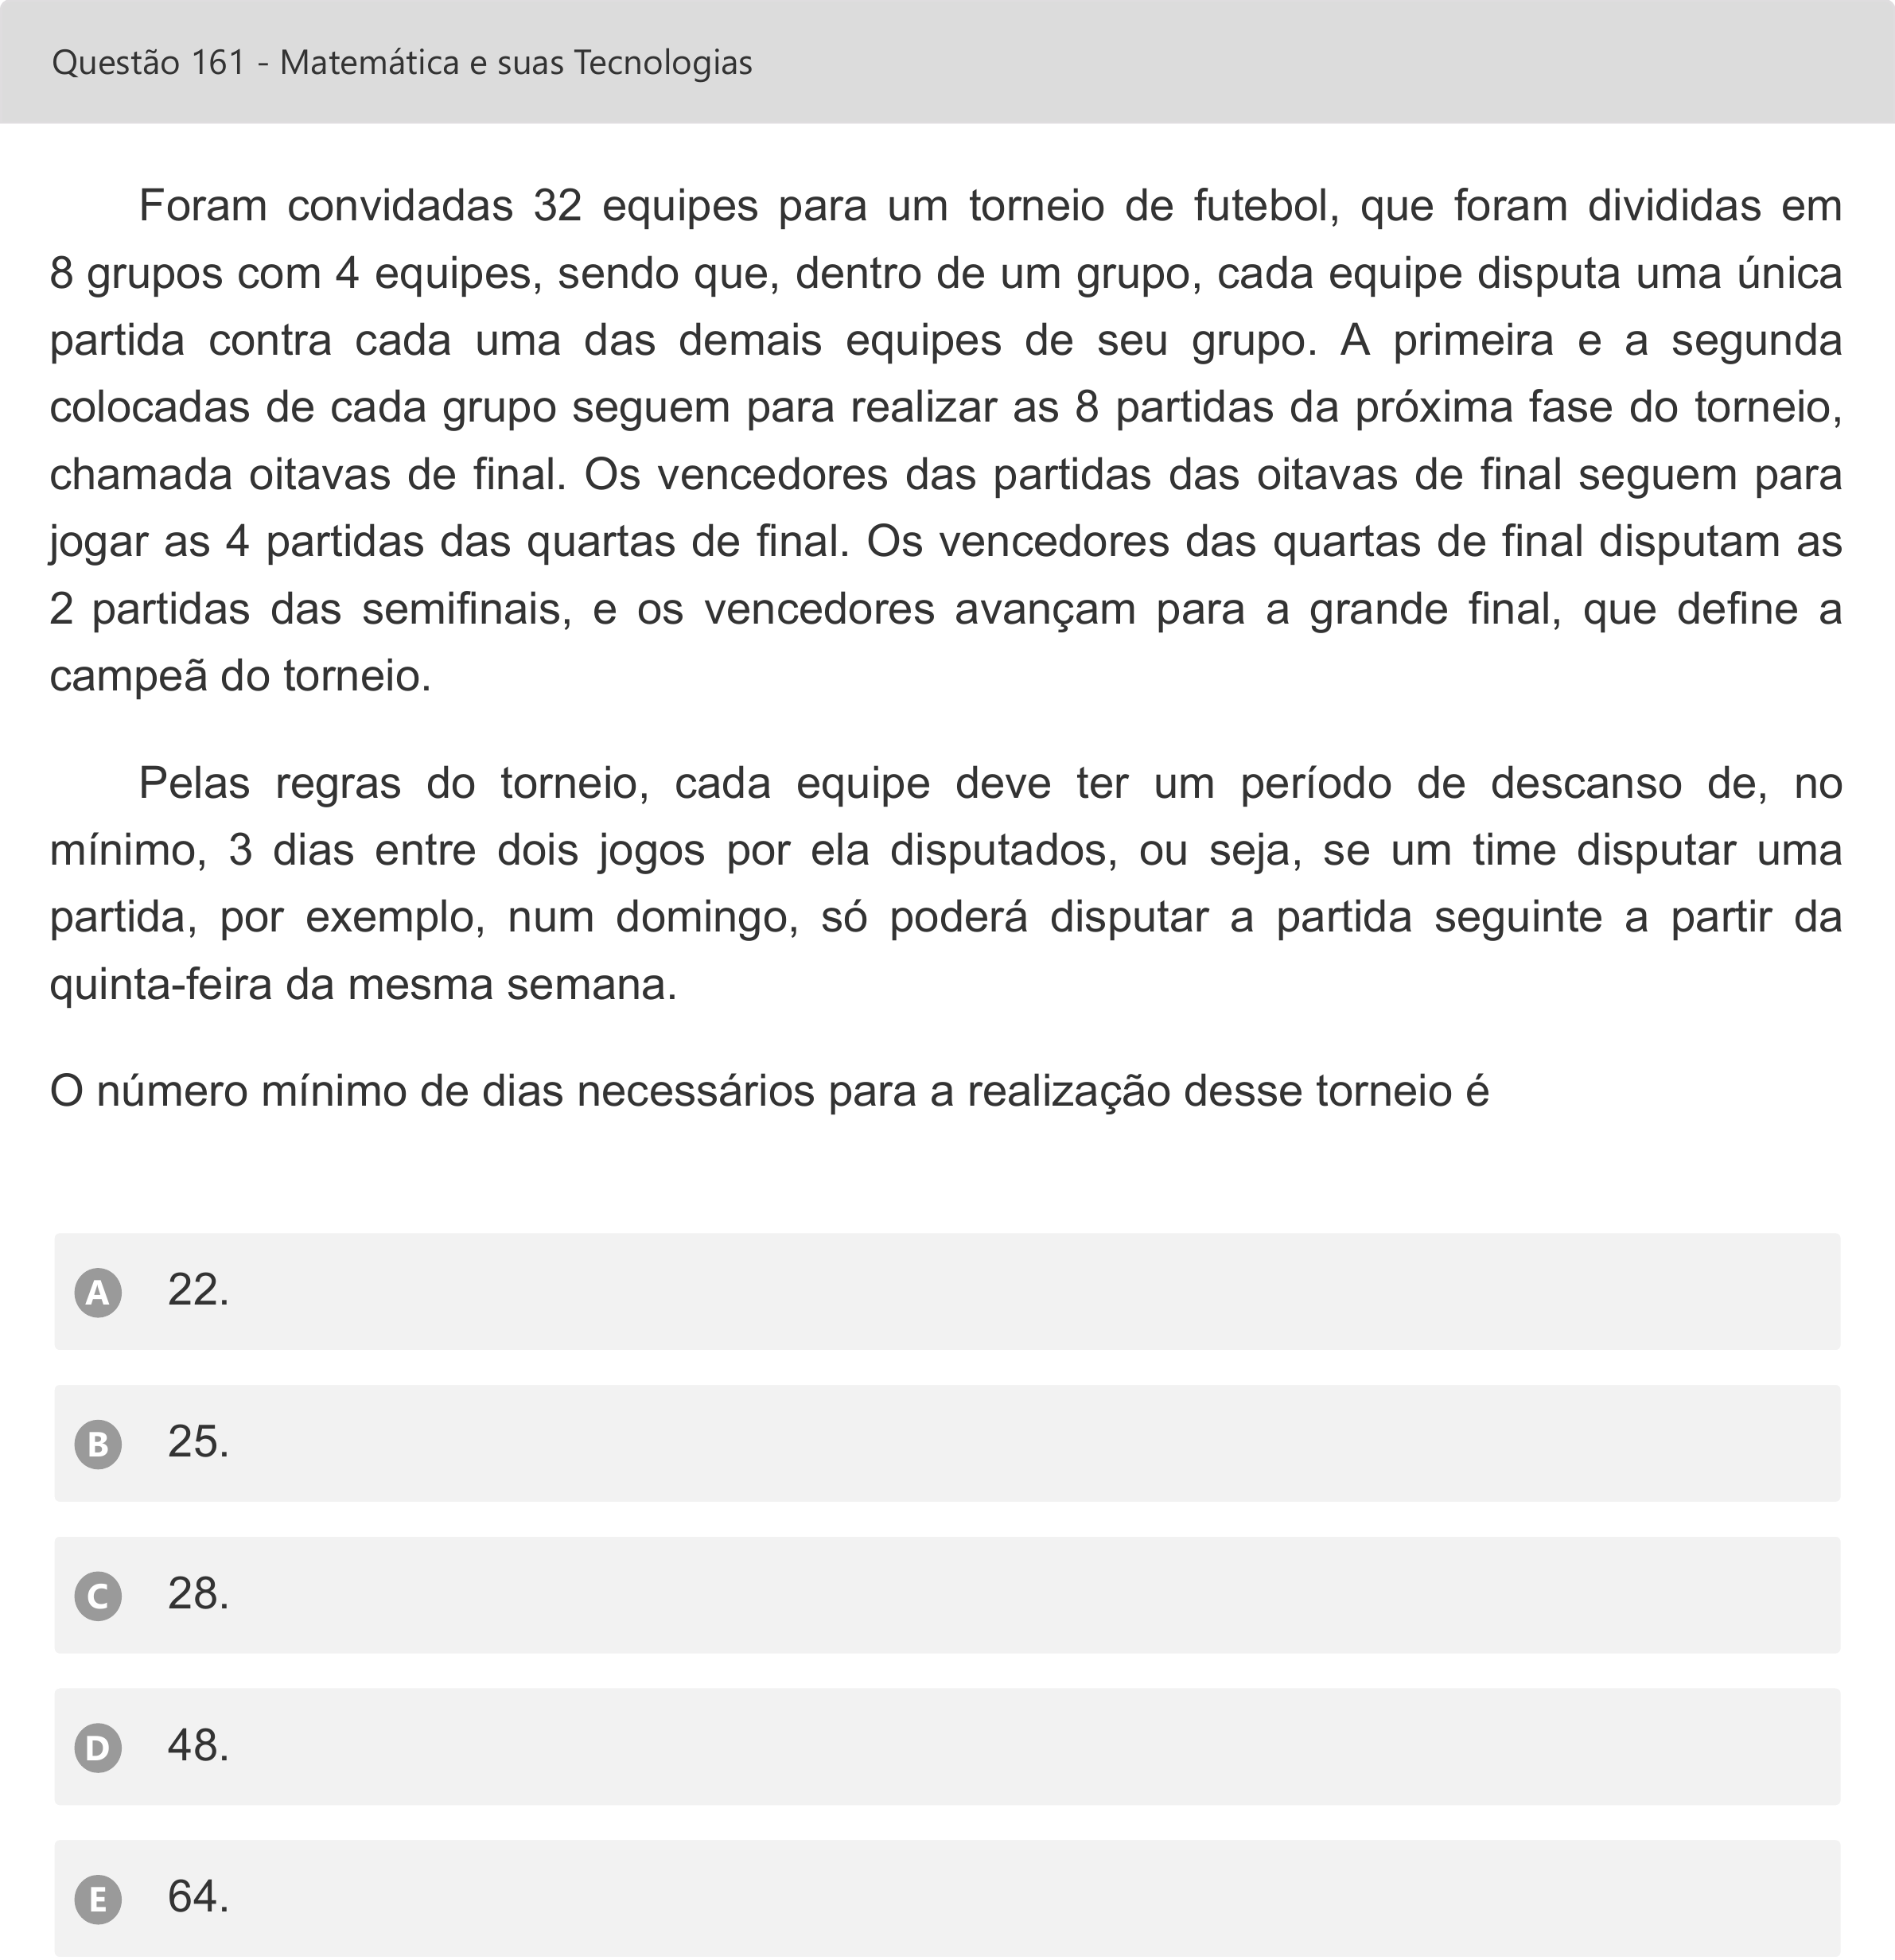 Questão 161 - Matemática e suas Tecnologias
Foram convidadas 32 equipes para um torneio de futebol, que foram divididas em
8 grupos com 4 equipes, sendo que, dentro de um grupo, cada equipe disputa uma única
partida contra cada uma das demais equipes de seu grupo. A primeira e a segunda
colocadas de cada grupo seguem para realizar as 8 partidas da próxima fase do torneio,
chamada oitavas de final. Os vencedores das partidas das oitavas de final seguem para
jogar as 4 partidas das quartas de final. Os vencedores das quartas de final disputam as
2 partidas das semifinais, e os vencedores avançam para a grande final, que define a
campeã do torneio.
Pelas regras do torneio, cada equipe deve ter um período de descanso de, no
mínimo, 3 dias entre dois jogos por ela disputados, ou seja, se um time disputar uma
partida, por exemplo, num domingo, só poderá disputar a partida seguinte a partir da
quinta-feira da mesma semana.
O número mínimo de dias necessários para a realização desse torneio é
A 22.
B 25.
C 28.
D 48.
E 64.